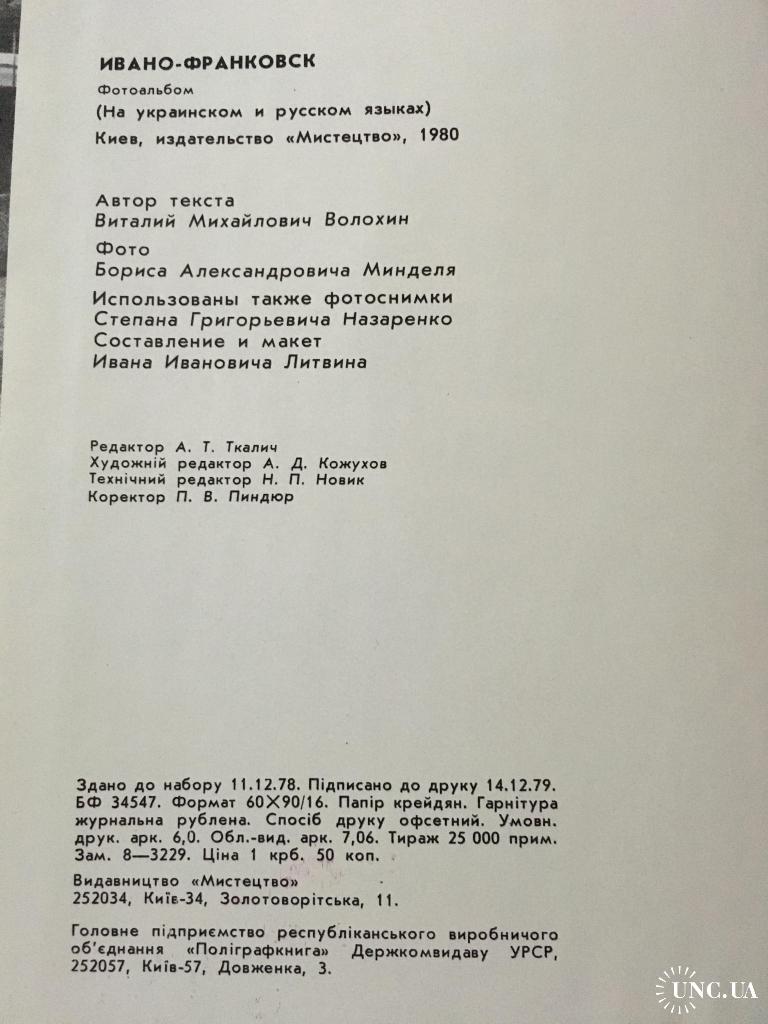 ИВАНО-ФРАНКОВСК
Фотоальбом
(На украинском и русском языках)
Киев, издательство «Мистецтво», 1980
Автор текста
Виталий Михайлович Волохин
Фото
Бориса Александровича Минделя
Использованы также фотоснимки
Степана Григорьевича Назаренко
Составление и макет
Ивана Ивановича Литвина
Редактор А. Т. Ткалич
Художній редактор А. Д. Кожухов
Технічний редактор Н. П. Новик
Коректор П. В. Пиндюр
Здано до набору 11.12.78. Підписано до друку 14.12.79.
БФ 34547. Формат 60×90/16. Папір крейдян. Гарнітура
журнальна рублена. Спосіб друку офсетний. Умовн.
друк. арк. 6,0. Обл.-вид. арк. 7,06. Тираж 25 000 прим.
Зам. 8—3229. Ціна 1 крб. 50 коп.
Видавництво «Мистецтво»
252034, Київ-34, Золотоворітська, 11.
Головне підприємство республіканського виробничого
об'єднання «Поліграфкнига» Держкомвидаву УРСР,
252057, Київ-57, Довженка, 3.
UNC.UA